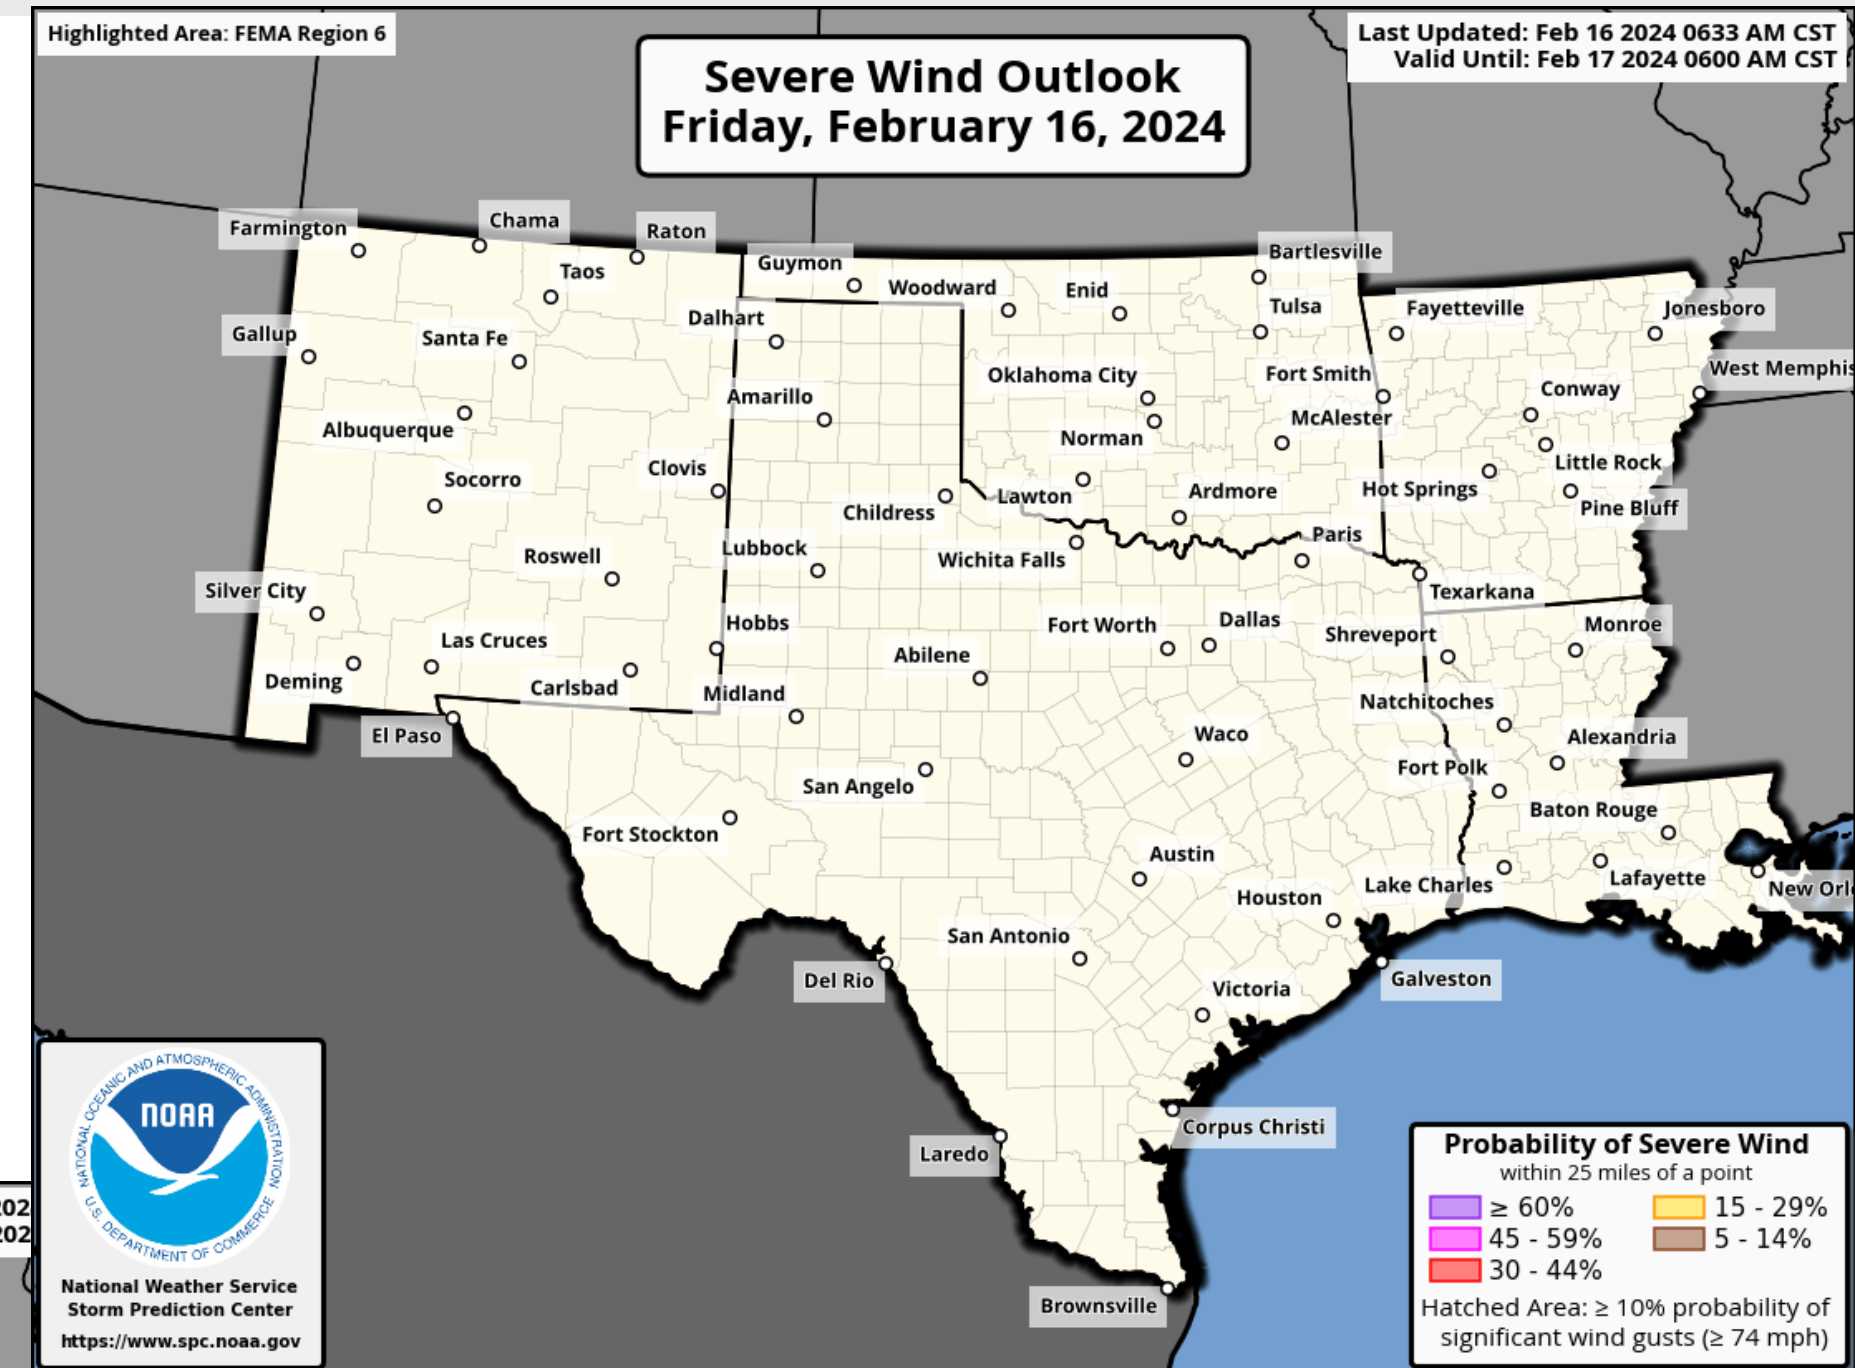 Highlighted Area: FEMA Region 6
Last Updated: Feb 16 2024 0633 AM CST
Valid Until: Feb 17 2024 0600 AM CST
Severe Wind Outlook
Friday, February 16, 2024
Farmington
Chama
Raton
Taos
Guymon
Woodward
Enid
Bartlesville
Tulsa
Fayetteville
Jonesboro
Gallup
Santa Fe
Dalhart
Oklahoma City
Fort Smith
Conway
West Memphis
Albuquerque
Amarillo
Norman
McAlester
Little Rock
Socorro
Clovis
Childress
Lawton
Ardmore
Hot Springs
Pine Bluff
Roswell
Lubbock
Wichita Falls
Paris
Texarkana
Silver City
Las Cruces
Hobbs
Abilene
Fort Worth
Dallas
Shreveport
Monroe
Deming
Carlsbad
Midland
Natchitoches
El Paso
Waco
Alexandria
San Angelo
Fort Polk
Fort Stockton
Baton Rouge
Austin
Houston
Lake Charles
Lafayette
New Orl
San Antonio
Del Rio
Victoria
Galveston
Corpus Christi
Laredo
Brownsville
202
202
NOAA
NATIONAL OCEANIC AND ATMOSPHERIC ADMINISTRATION
U.S. DEPARTMENT OF COMMERCE
National Weather Service
Storm Prediction Center
https://www.spc.noaa.gov
Probability of Severe Wind
within 25 miles of a point
≥ 60%
15 - 29%
45 - 59%
5 - 14%
30 - 44%
Hatched Area: ≥ 10% probability of
significant wind gusts (≥ 74 mph)